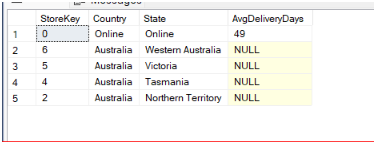 StoreKey Country State AvgDeliveryDays
1 0 Online Online 49
2 6 Australia Western Australia NULL
3 5 Australia Victoria NULL
4 4 Australia Tasmania NULL
5 2 Australia Northern Territory NULL